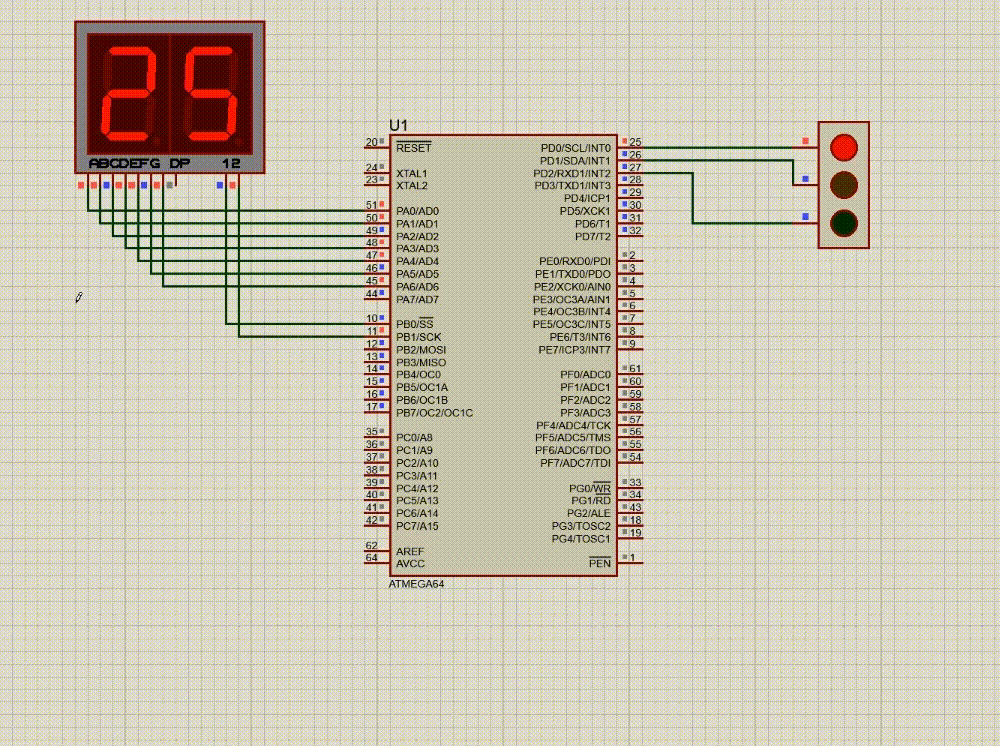 25
ABCDEFG DP 12
U1
20 RESET
24 XTAL1
23 XTAL2
51 PA0/AD0
50 PA1/AD1
49 PA2/AD2
48 PA3/AD3
47 PA4/AD4
46 PA5/AD5
45 PA6/AD6
44 PA7/AD7
10 PB0/SS
11 PB1/SCK
12 PB2/MOSI
13 PB3/MISO
14 PB4/OC0
15 PB5/OC1A
16 PB6/OC1B
17 PB7/OC2/OC1C
35 PC0/A8
36 PC1/A9
37 PC2/A10
38 PC3/A11
39 PC4/A12
40 PC5/A13
41 PC6/A14
42 PC7/A15
62 AREF
64 AVCC
PD0/SCL/INT0 25
PD1/SDA/INT1 26
PD2/RXD1/INT2 27
PD3/TXD1/INT3 28
PD4/ICP1 29
PD5/XCK1 30
PD6/T1 31
PD7/T2 32
PE0/RXD0/PDI 2
PE1/TXD0/PDO 3
PE2/XCK0/AIN0 4
PE3/OC3A/AIN1 5
PE4/OC3B/INT4 6
PE5/OC3C/INT5 7
PE6/T3/INT6 8
PE7/ICP3/INT7 9
PF0/ADC0 61
PF1/ADC1 60
PF2/ADC2 59
PF3/ADC3 58
PF4/ADC4/TCK 57
PF5/ADC5/TMS 56
PF6/ADC6/TDO 55
PF7/ADC7/TDI 54
PG0/WR 33
PG1/RD 34
PG2/ALE 43
PG3/TOSC2 18
PG4/TOSC1 19
PEN 1
ATMEGA64